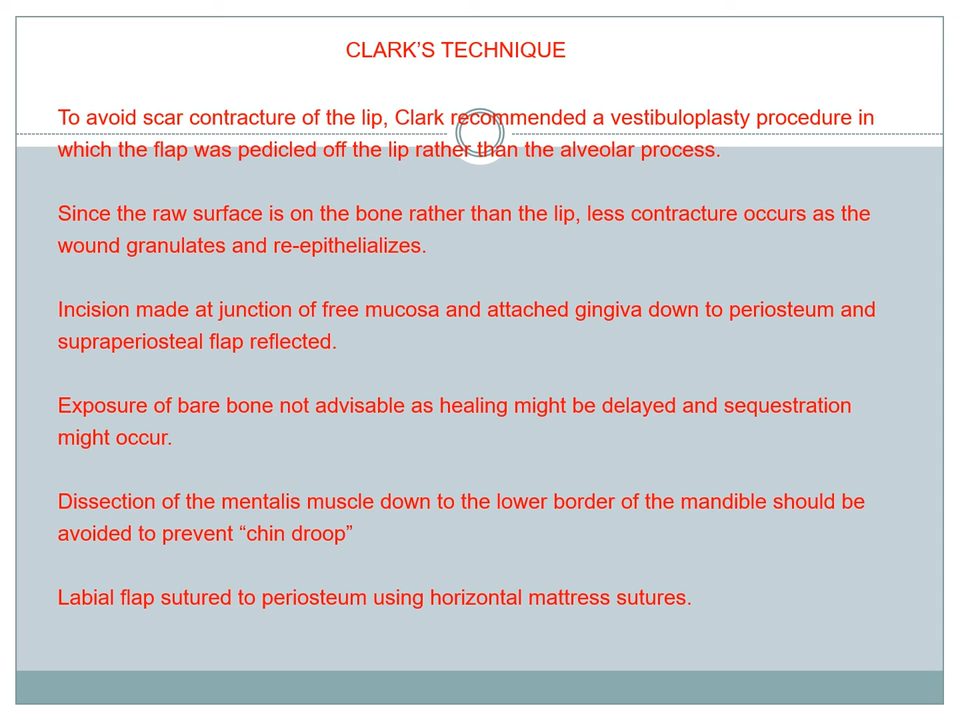 CLARK’S TECHNIQUE
To avoid scar contracture of the lip, Clark recommended a vestibuloplasty procedure in
which the flap was pedicled off the lip rather than the alveolar process.
Since the raw surface is on the bone rather than the lip, less contracture occurs as the
wound granulates and re-epithelializes.
Incision made at junction of free mucosa and attached gingiva down to periosteum and
supraperiosteal flap reflected.
Exposure of bare bone not advisable as healing might be delayed and sequestration
might occur.
Dissection of the mentalis muscle down to the lower border of the mandible should be
avoided to prevent “chin droop”
Labial flap sutured to periosteum using horizontal mattress sutures.